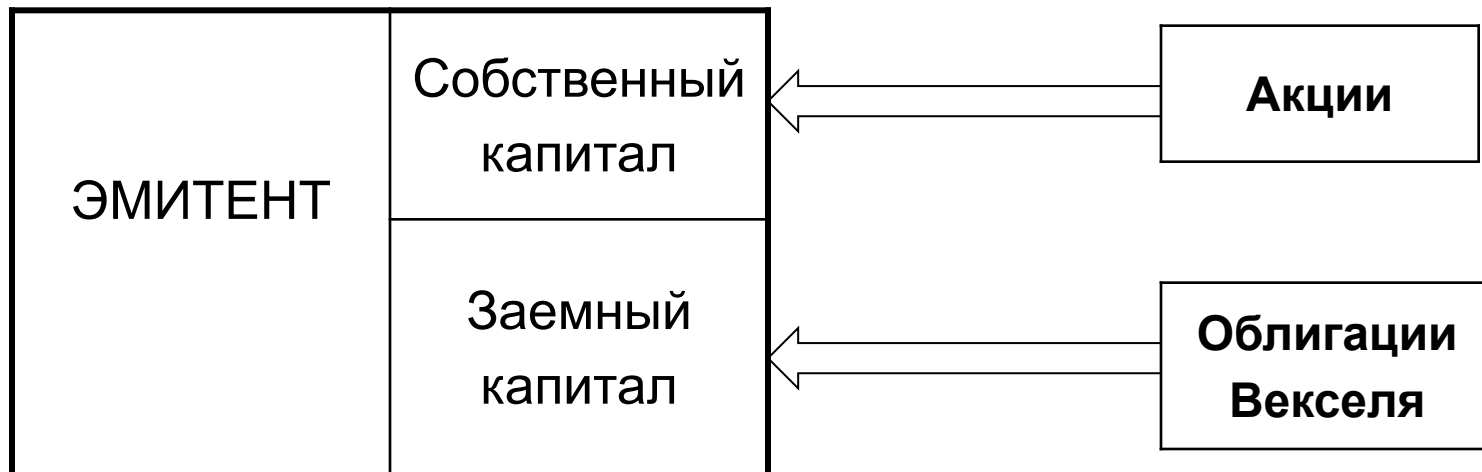 ЭМИТЕНТ
Собственный
капитал
Акции
Заемный
капитал
Облигации
Векселя